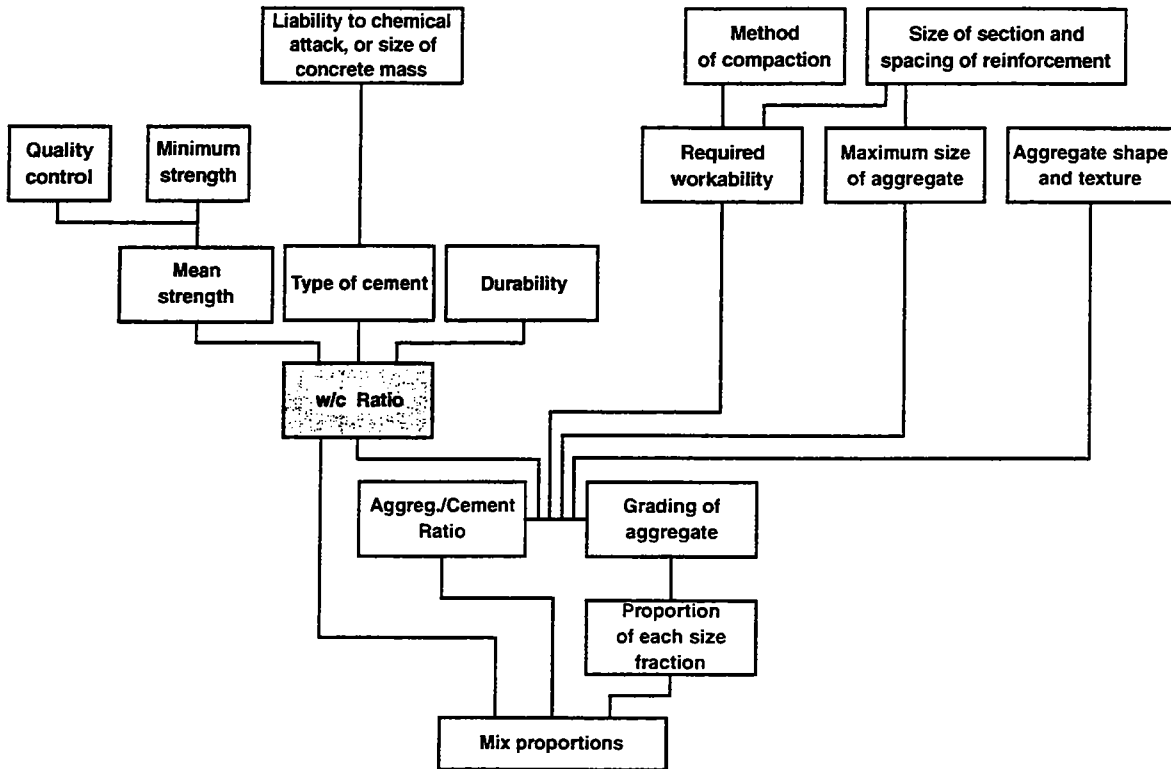 Liability to chemical
attack, or size of
concrete mass
Method
of compaction
Size of section and
spacing of reinforcement
Quality
control
Minimum
strength
Required
workability
Maximum size
of aggregate
Aggregate shape
and texture
Mean
strength
Type of cement
Durability
w/c Ratio
Aggreg./Cement
Ratio
Grading of
aggregate
Proportion
of each size
fraction
Mix proportions